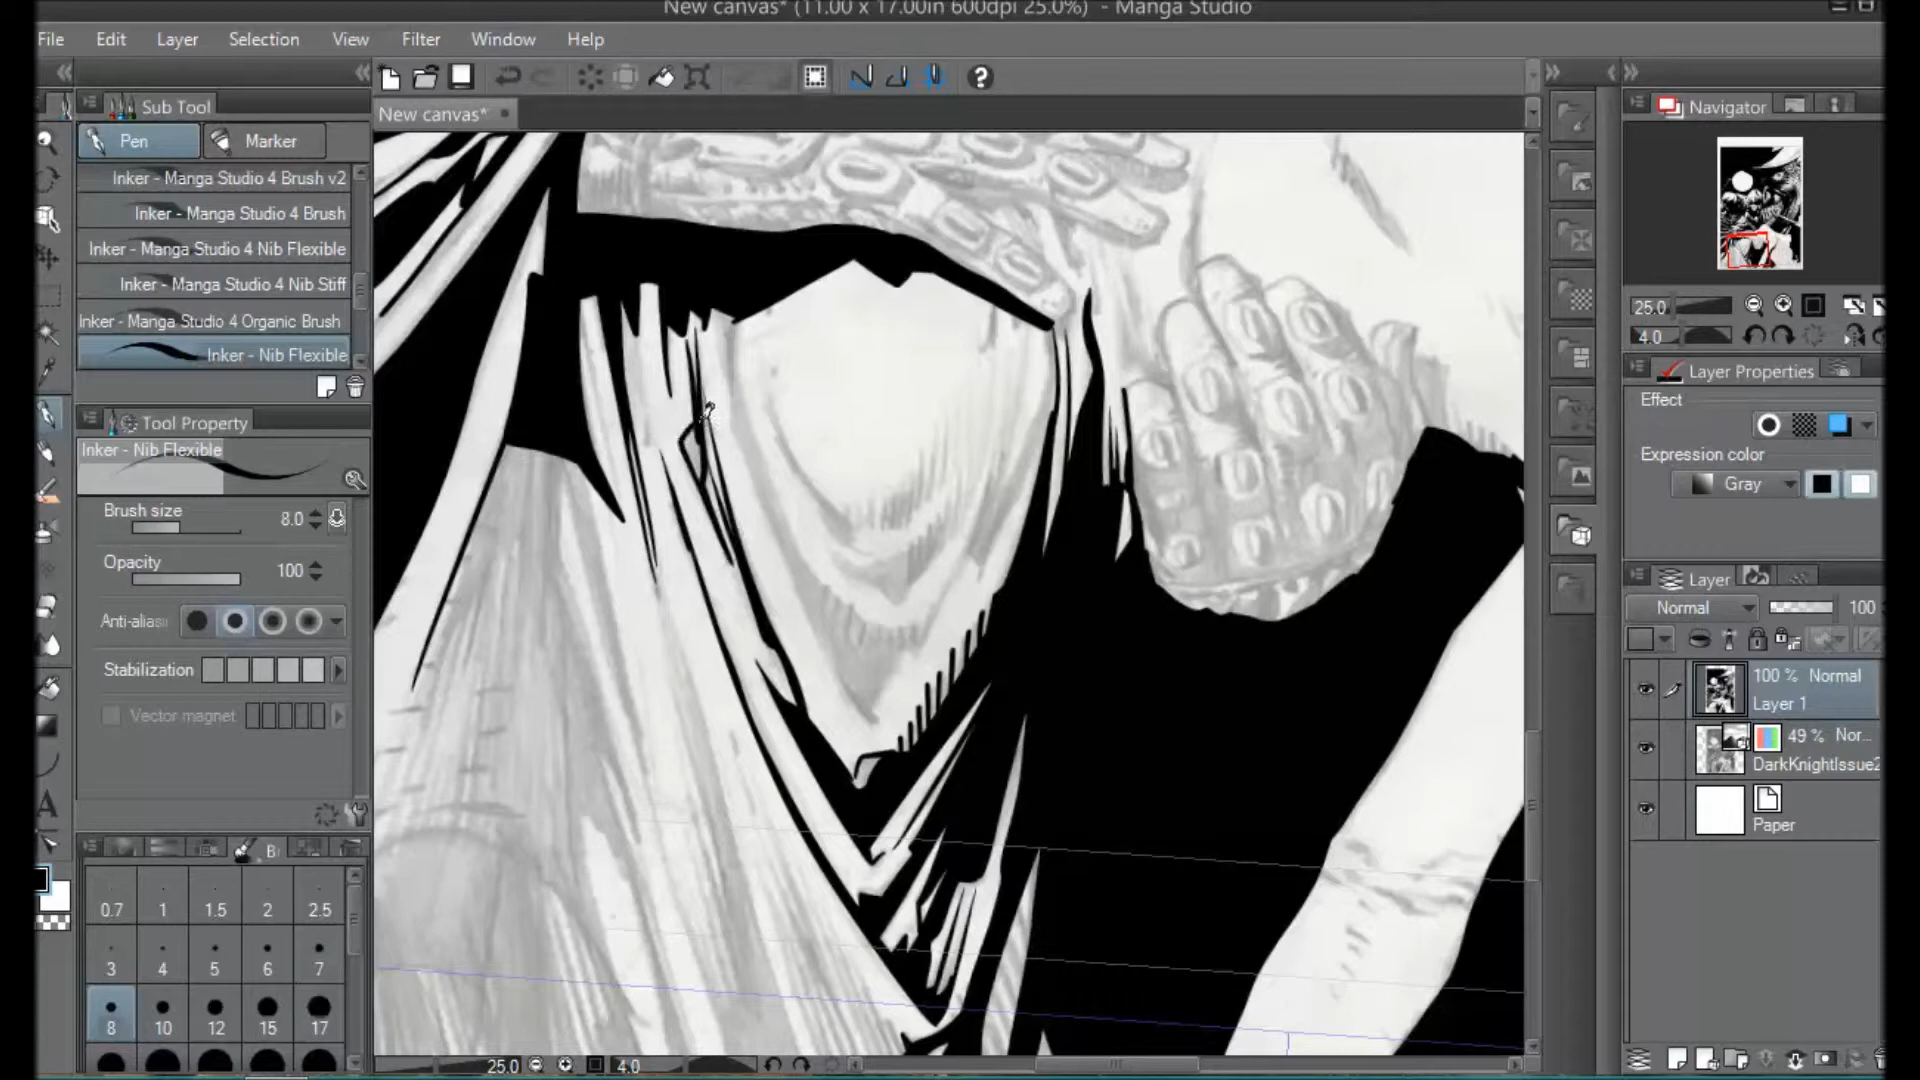 New canvas* (11.00 x 17.00in 600dpi 25.0%) - Manga Studio
File Edit Layer Selection View Filter Window Help
Sub Tool
New canvas*
Navigator
Pen Marker
Inker - Manga Studio 4 Brush v2
Inker - Manga Studio 4 Brush
Inker - Manga Studio 4 Nib Flexible
Inker - Manga Studio 4 Nib Stiff
Inker - Manga Studio 4 Organic Brush
Inker - Nib Flexible
25.0
4.0
Layer Properties
Tool Property
Inker - Nib Flexible
Effect
Expression color
Gray
Brush size 8.0
Opacity 100
Anti-aliasi
Stabilization
Vector magnet
Layer
Normal 100
100 % Normal
Layer 1
49 % Nor...
DarkKnightIssue2
Paper
0.7 1 1.5 2 2.5
3 4 5 6 7
8 10 12 15 17
25.0 4.0